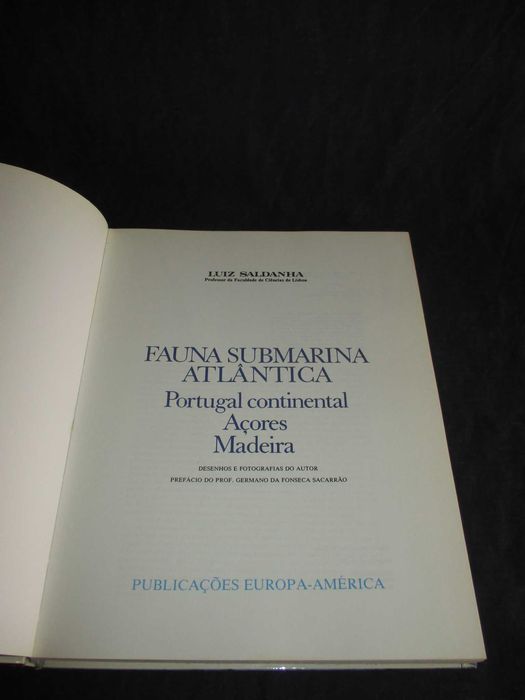 LUIZ SALDANHA
Professor da Faculdade de Ciências de Lisboa
FAUNA SUBMARINA
ATLÂNTICA
Portugal continental
Açores
Madeira
DESENHOS E FOTOGRAFIAS DO AUTOR
PREFÁCIO DO PROF. GERMANO DA FONSECA SACARRÃO
PUBLICAÇÕES EUROPA-AMÉRICA